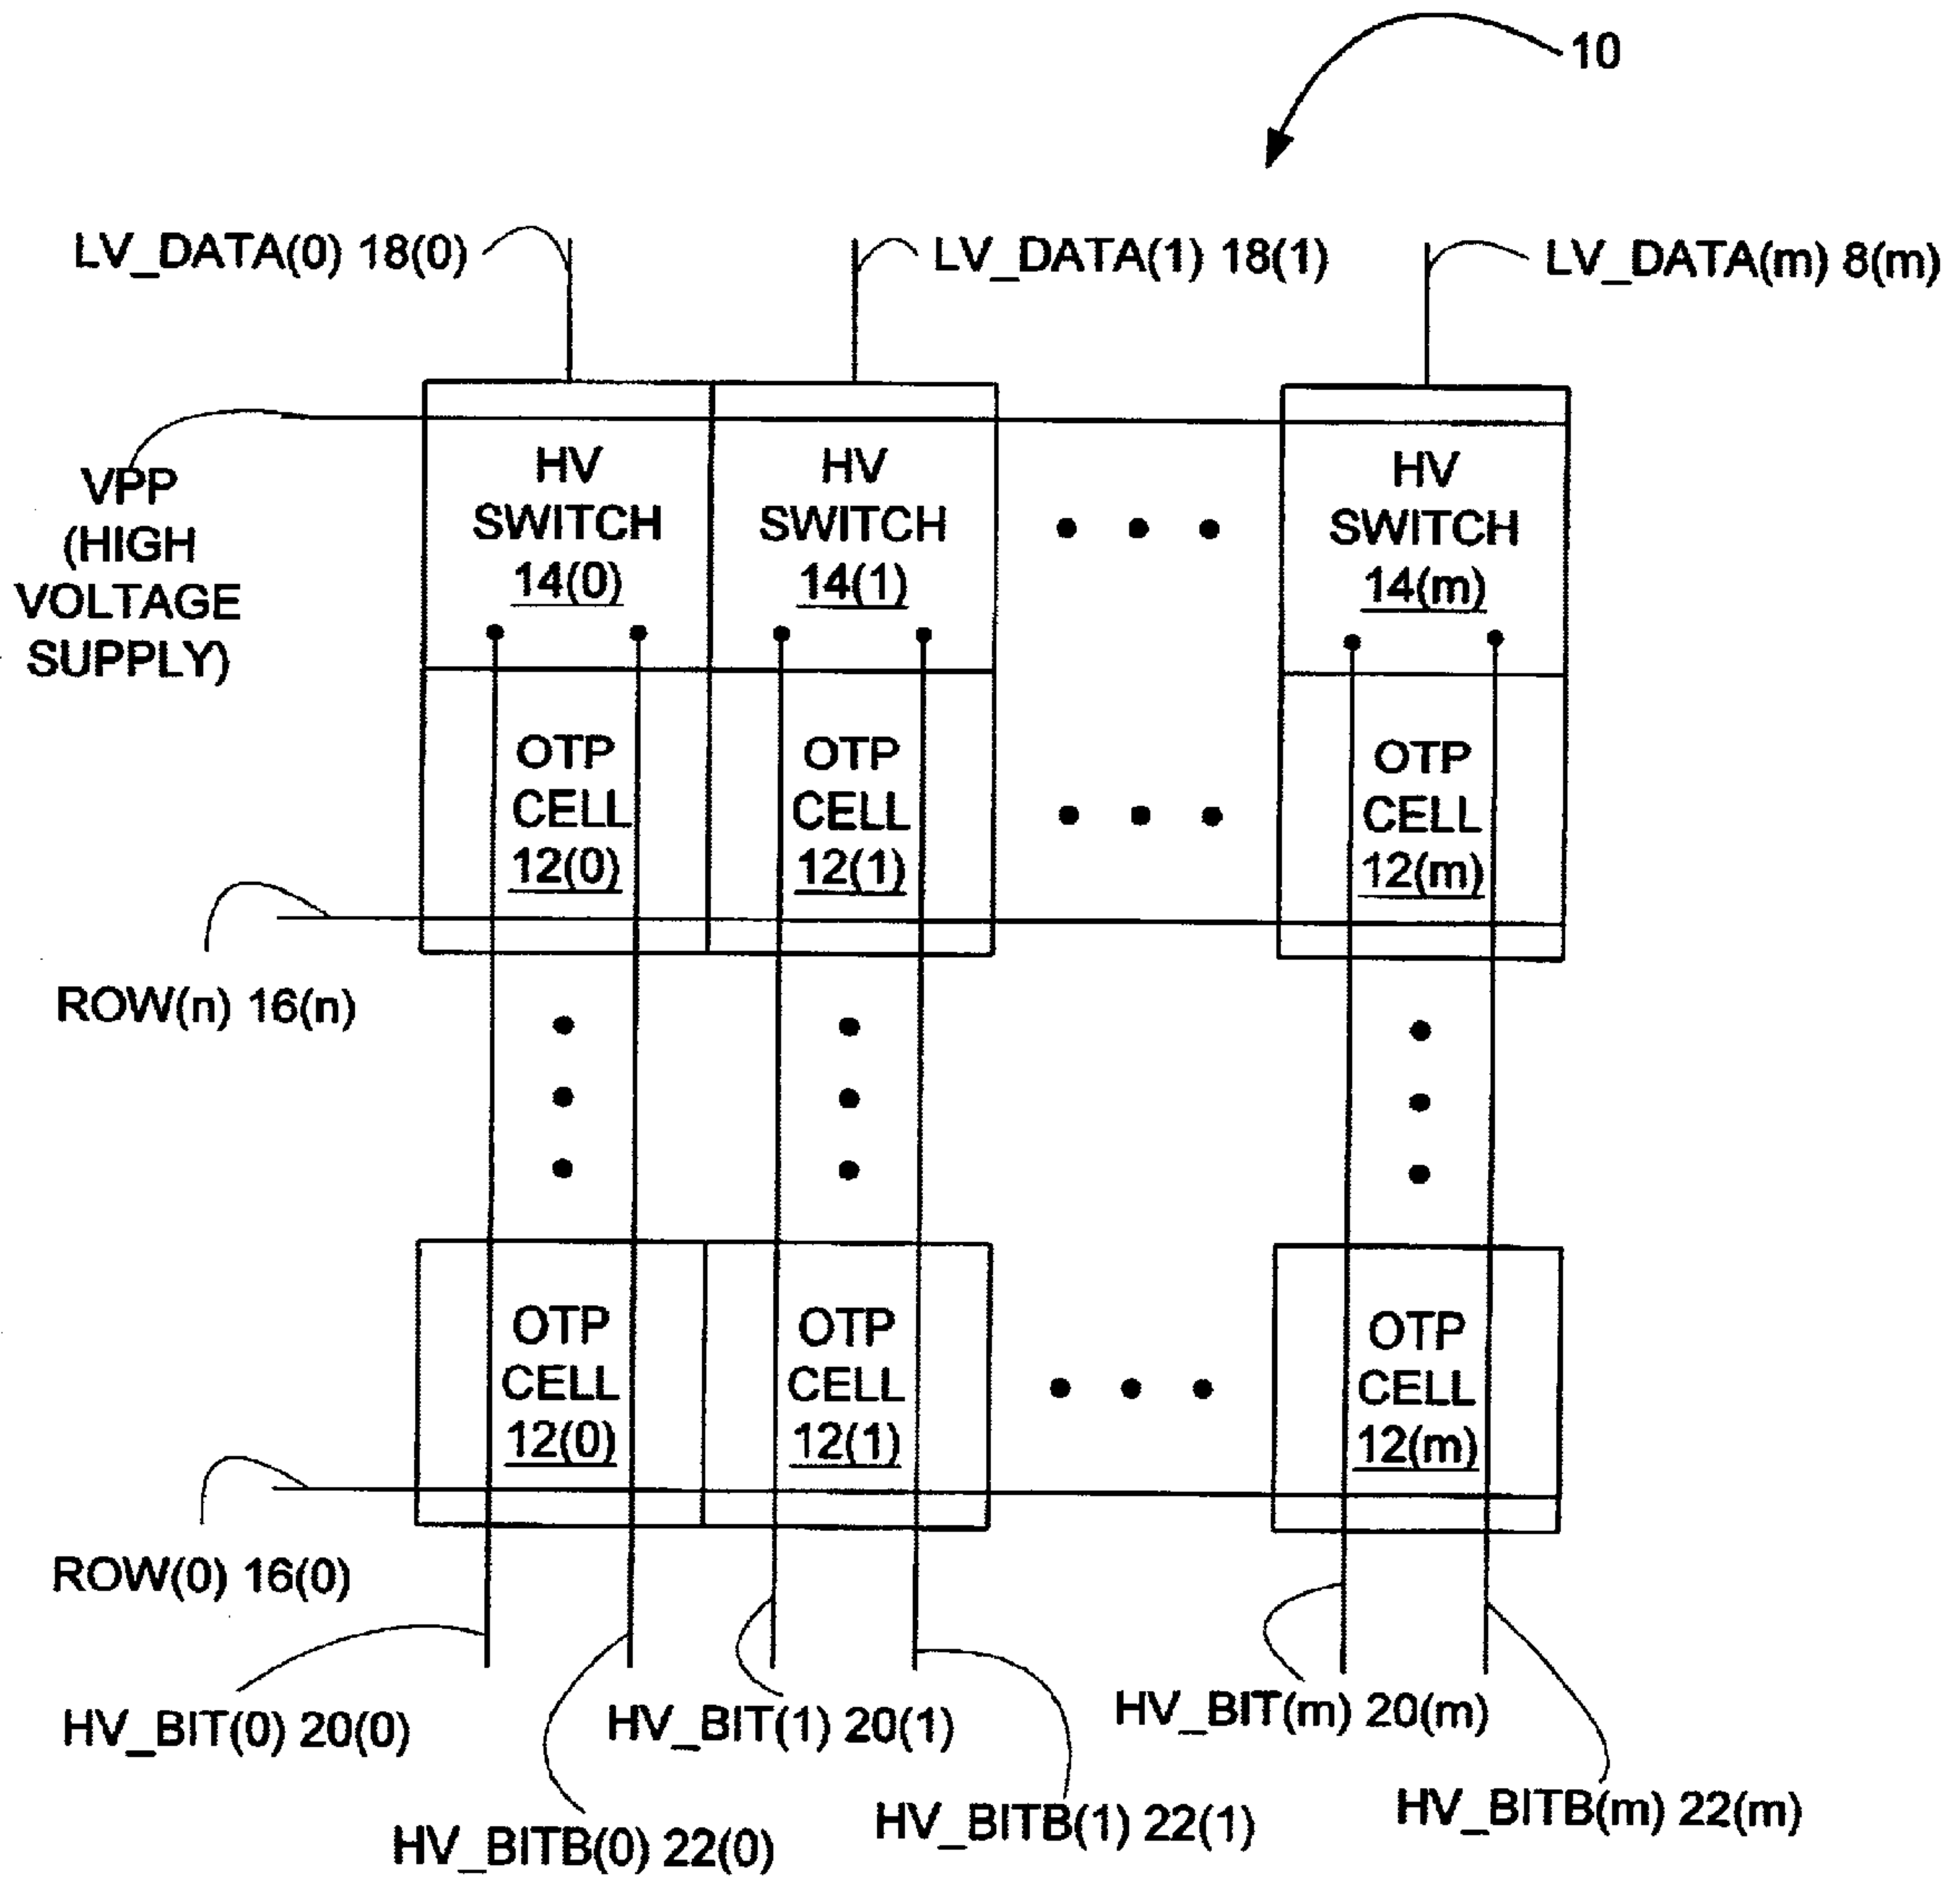 10
LV_DATA(0) 18(0)
LV_DATA(1) 18(1)
LV_DATA(m) 8(m)
VPP
(HIGH
VOLTAGE
SUPPLY)
HV
SWITCH
14(0)
HV
SWITCH
14(1)
HV
SWITCH
14(m)
OTP
CELL
12(0)
OTP
CELL
12(1)
OTP
CELL
12(m)
ROW(n) 16(n)
OTP
CELL
12(0)
OTP
CELL
12(1)
OTP
CELL
12(m)
ROW(0) 16(0)
HV_BIT(0) 20(0)
HV_BIT(1) 20(1)
HV_BIT(m) 20(m)
HV_BITB(0) 22(0)
HV_BITB(1) 22(1)
HV_BITB(m) 22(m)